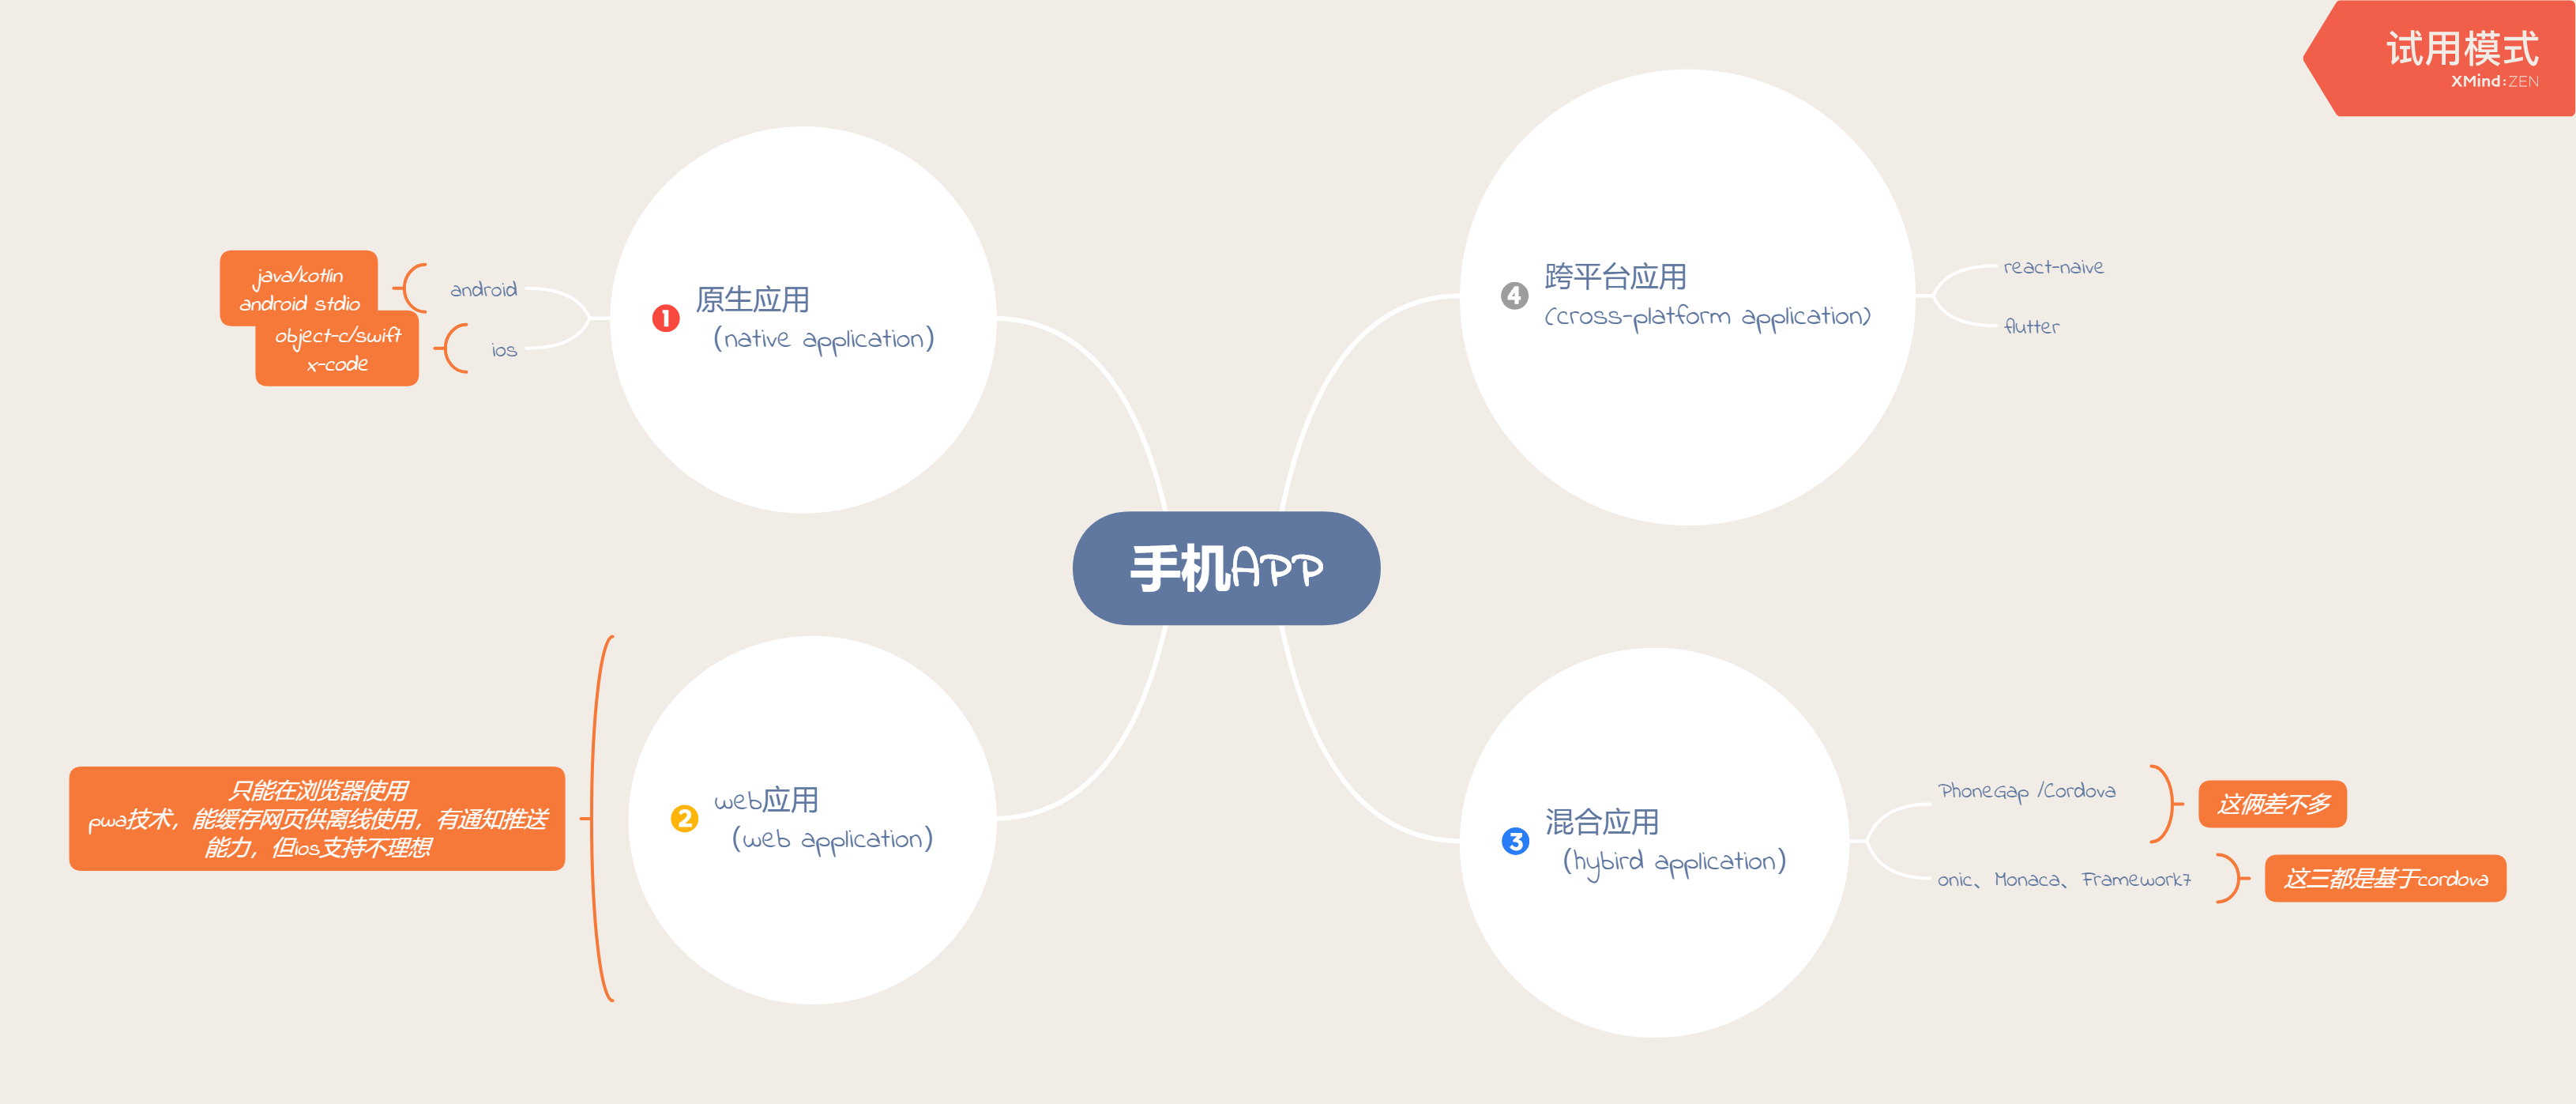 试用模式
XMind:ZEN
手机APP
1
原生应用
(native application)
android
java/kotlin
android stdio
ios
object-c/swift
x-code
2
web应用
(web application)
只能在浏览器使用
pwa技术，能缓存网页供离线使用，有通知推送
能力，但ios支持不理想
3
混合应用
(hybird application)
PhoneGap /Cordova
这俩差不多
onic、Monaca、Framework7
这三都是基于cordova
4
跨平台应用
(cross-platform application)
react-naive
flutter